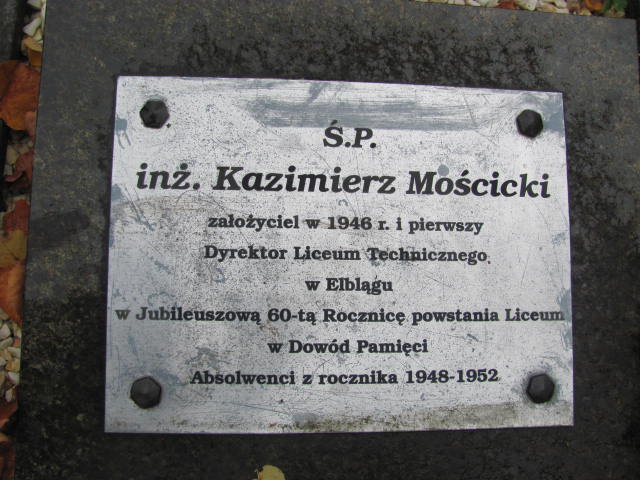 Ś.P.
inż. Kazimierz Mościcki
założyciel w 1946 r. i pierwszy
Dyrektor Liceum Technicznego
w Elblągu
w Jubileuszową 60-tą Rocznicę powstania Liceum
w Dowód Pamięci
Absolwenci z rocznika 1948-1952